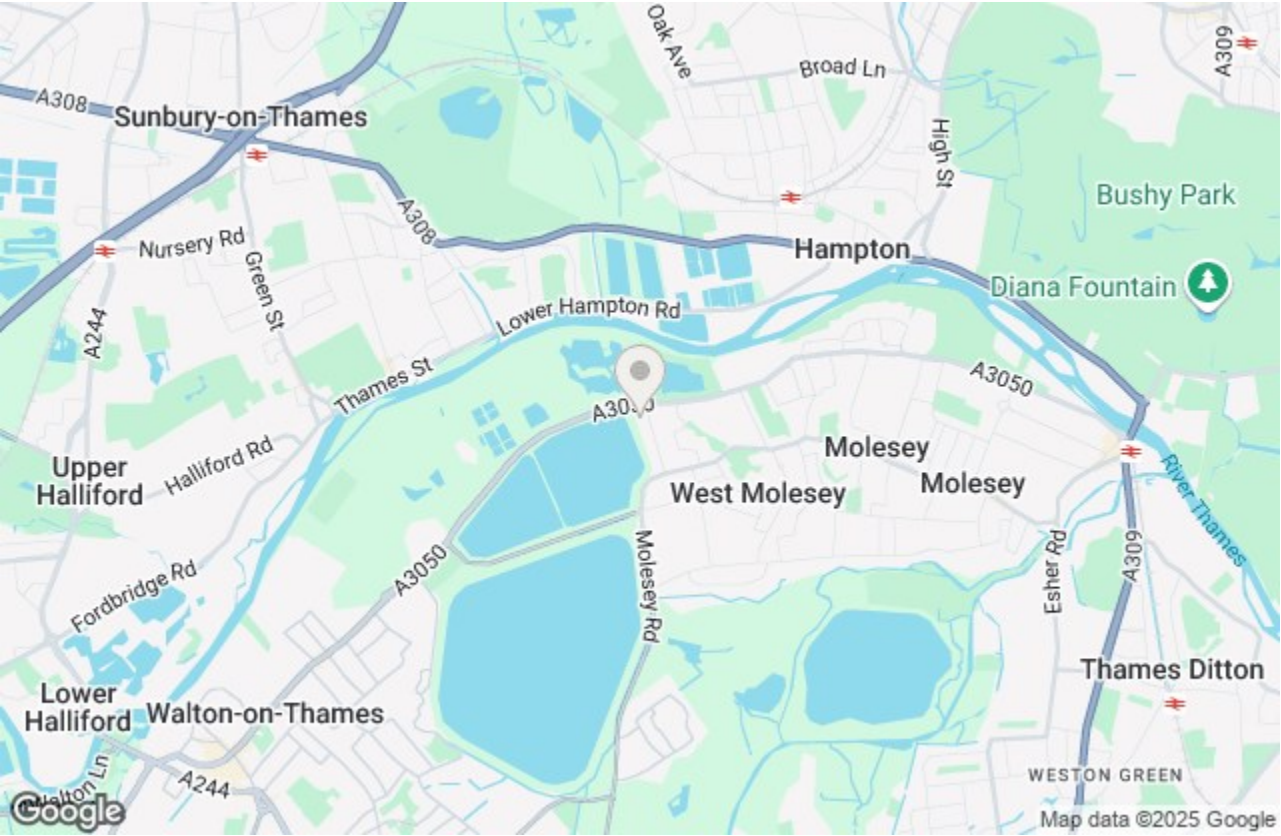 Oak Ave
Broad Ln
A309
A308
Sunbury-on-Thames
High St
Bushy Park
A308
Nursery Rd
Hampton
Green St
Diana Fountain
Lower Hampton Rd
A244
Thames St
A3050
A3050
Molesey
Halliford Rd
Upper
Halliford
Molesey
West Molesey
River Thames
Molesey Rd
A3050
Esher Rd
A309
Fordbridge Rd
Thames Ditton
Lower
Halliford
Walton-on-Thames
A244
Walton Ln
WESTON GREEN
Google
Map data ©2025 Google